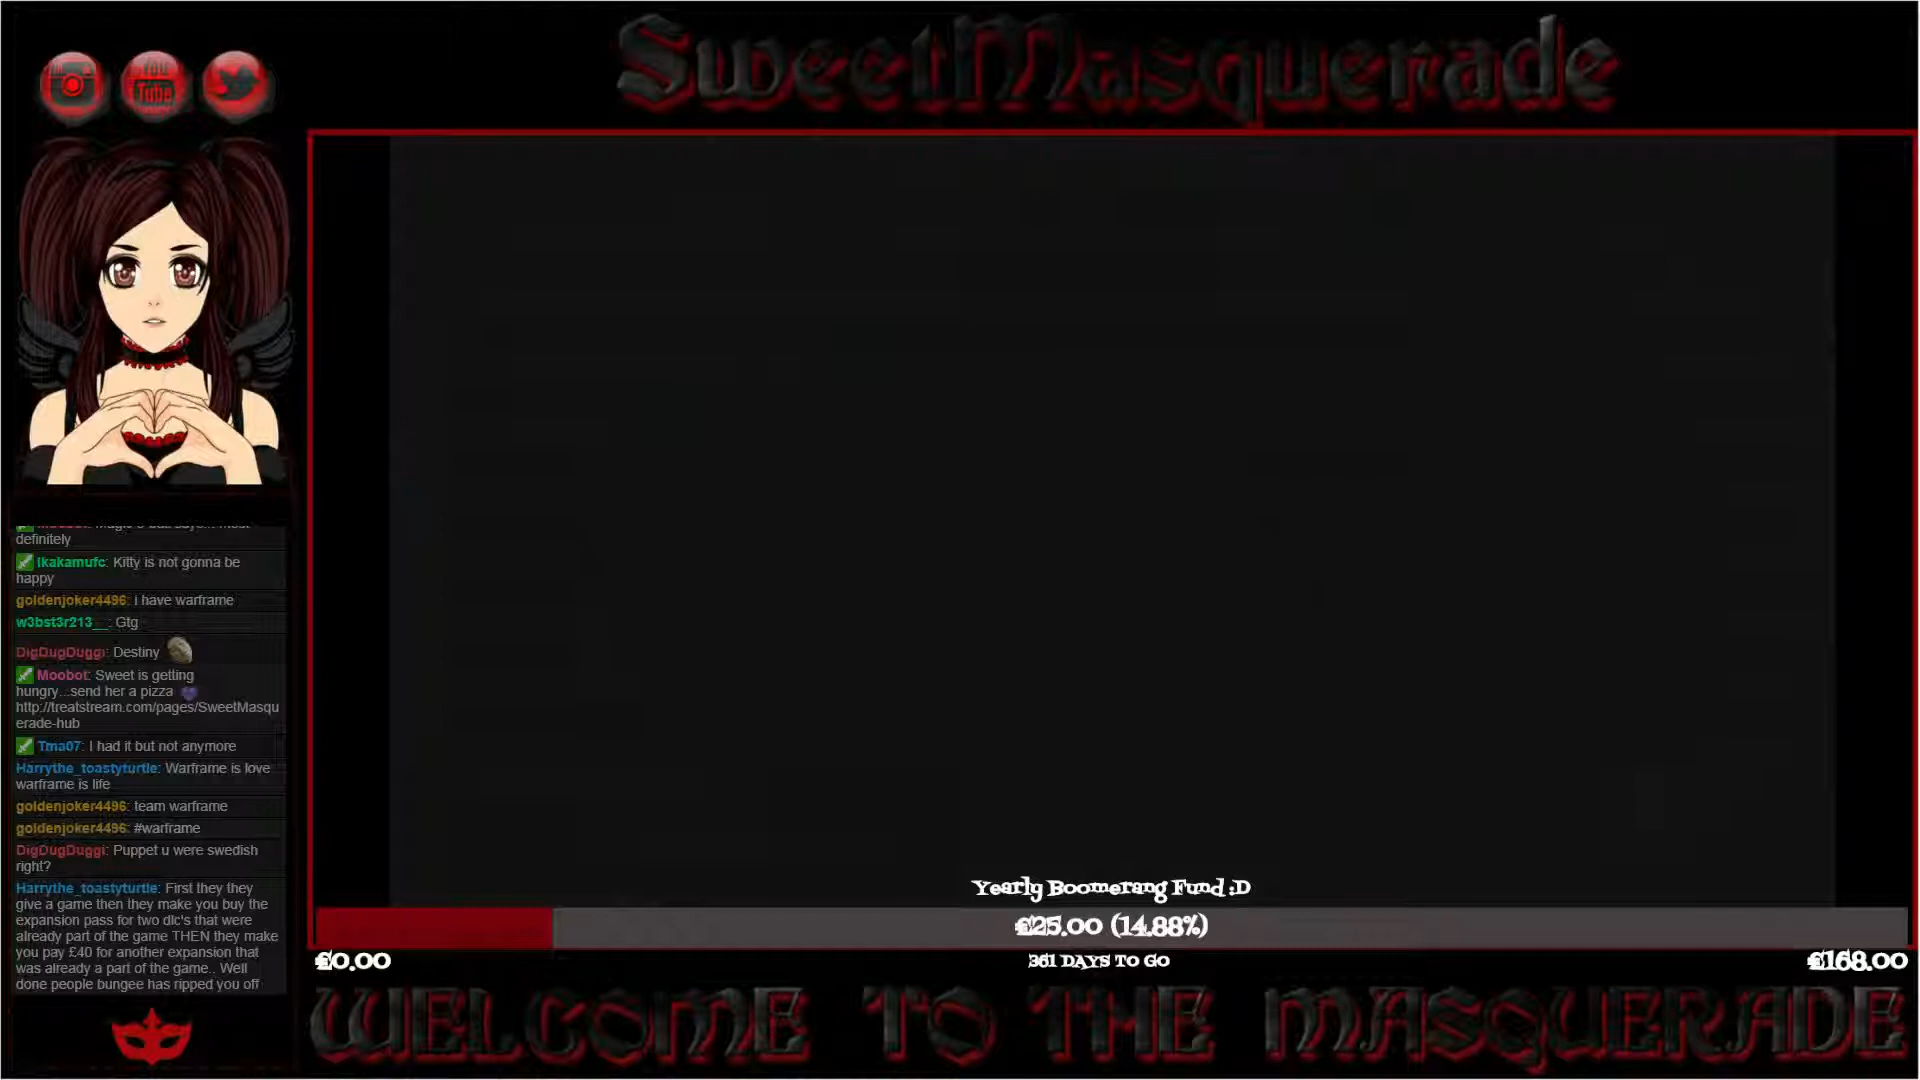 SweetMasquerade
You
Tube
definitely
Ikakamufc: Kitty is not gonna be
happy
goldenjoker4496: i have warframe
w3bst3r213__: Gtg
DigDugDuggi: Destiny
Moobot: Sweet is getting
hungry...send her a pizza
http://treatstream.com/pages/SweetMasqu
erade-hub
Tma07: I had it but not anymore
Harrythe_toastyturtle: Warframe is love
warframe is life
goldenjoker4496: team warframe
goldenjoker4496: #warframe
DigDugDuggi: Puppet u were swedish
right?
Harrythe_toastyturtle: First they they
give a game then they make you buy the
expansion pass for two dlc's that were
already part of the game THEN they make
you pay £40 for another expansion that
was already a part of the game.. Well
done people bungee has ripped you off
Yearly Boomerang Fund :D
£25.00 (14.88%)
£0.00
361 DAYS TO GO
£168.00
WELCOME TO THE MASQUERADE